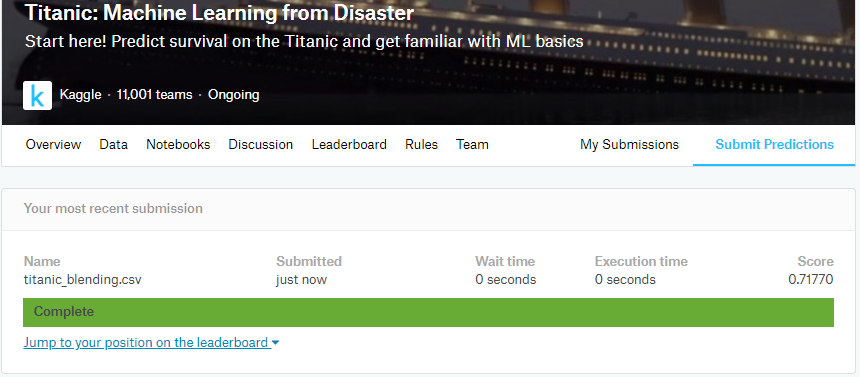 Titanic: Machine Learning from Disaster
Start here! Predict survival on the Titanic and get familiar with ML basics
k
Kaggle · 11,001 teams · Ongoing
Overview Data Notebooks Discussion Leaderboard Rules Team My Submissions Submit Predictions
Your most recent submission
Name Submitted Wait time Execution time Score
titanic_blending.csv just now 0 seconds 0 seconds 0.71770
Complete
Jump to your position on the leaderboard